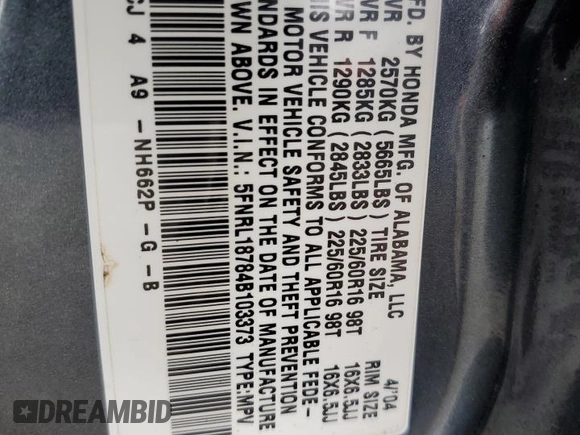 FD. BY HONDA MFG. OF ALABAMA, LLC 4/'04
VR 2570KG (5665LBS) TIRE SIZE RIM SIZE
VR F 1285KG (2833LBS) 225/60R16 98T 16X6.5JJ
VR R 1290KG (2845LBS) 225/60R16 98T 16X6.5JJ
IS VEHICLE CONFORMS TO ALL APPLICABLE FEDE-
MOTOR VEHICLE SAFETY AND THEFT PREVENTION
NDARDS IN EFFECT ON THE DATE OF MANUFACTURE
WN ABOVE. V.I.N.: 5FNRL18784B103373 TYPE:MPV
CJ 4 A9 -NH662P -G -B
DREAMBID